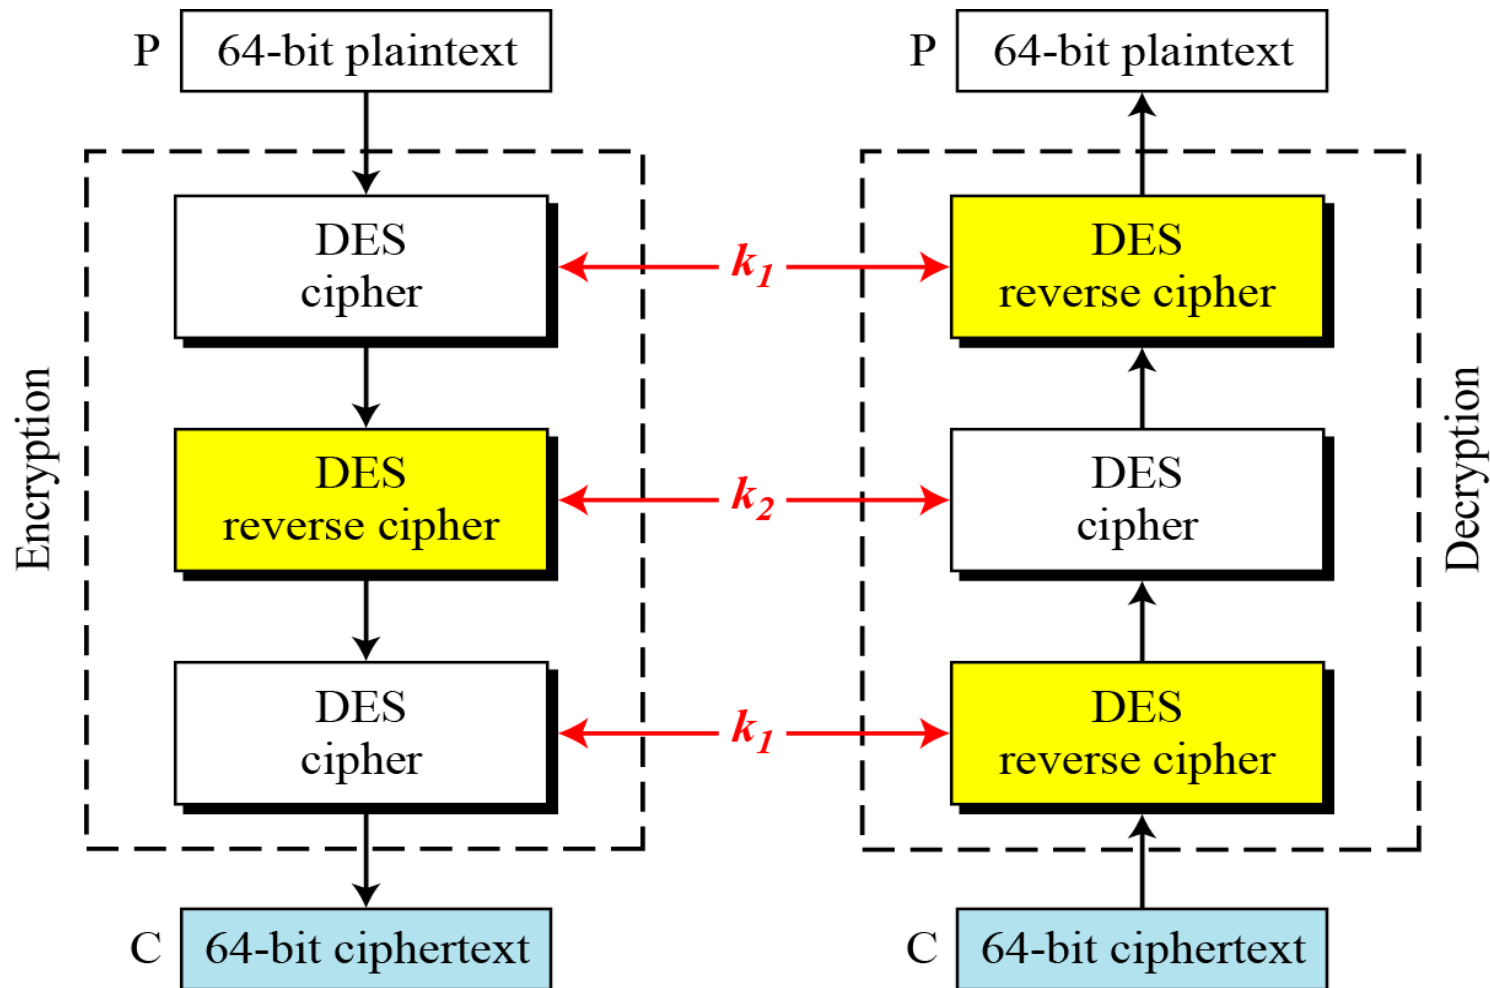 P 64-bit plaintext
P 64-bit plaintext
Encryption
DES
cipher
k1
DES
reverse cipher
DES
reverse cipher
k2
DES
cipher
DES
cipher
k1
DES
reverse cipher
Decryption
C 64-bit ciphertext
C 64-bit ciphertext